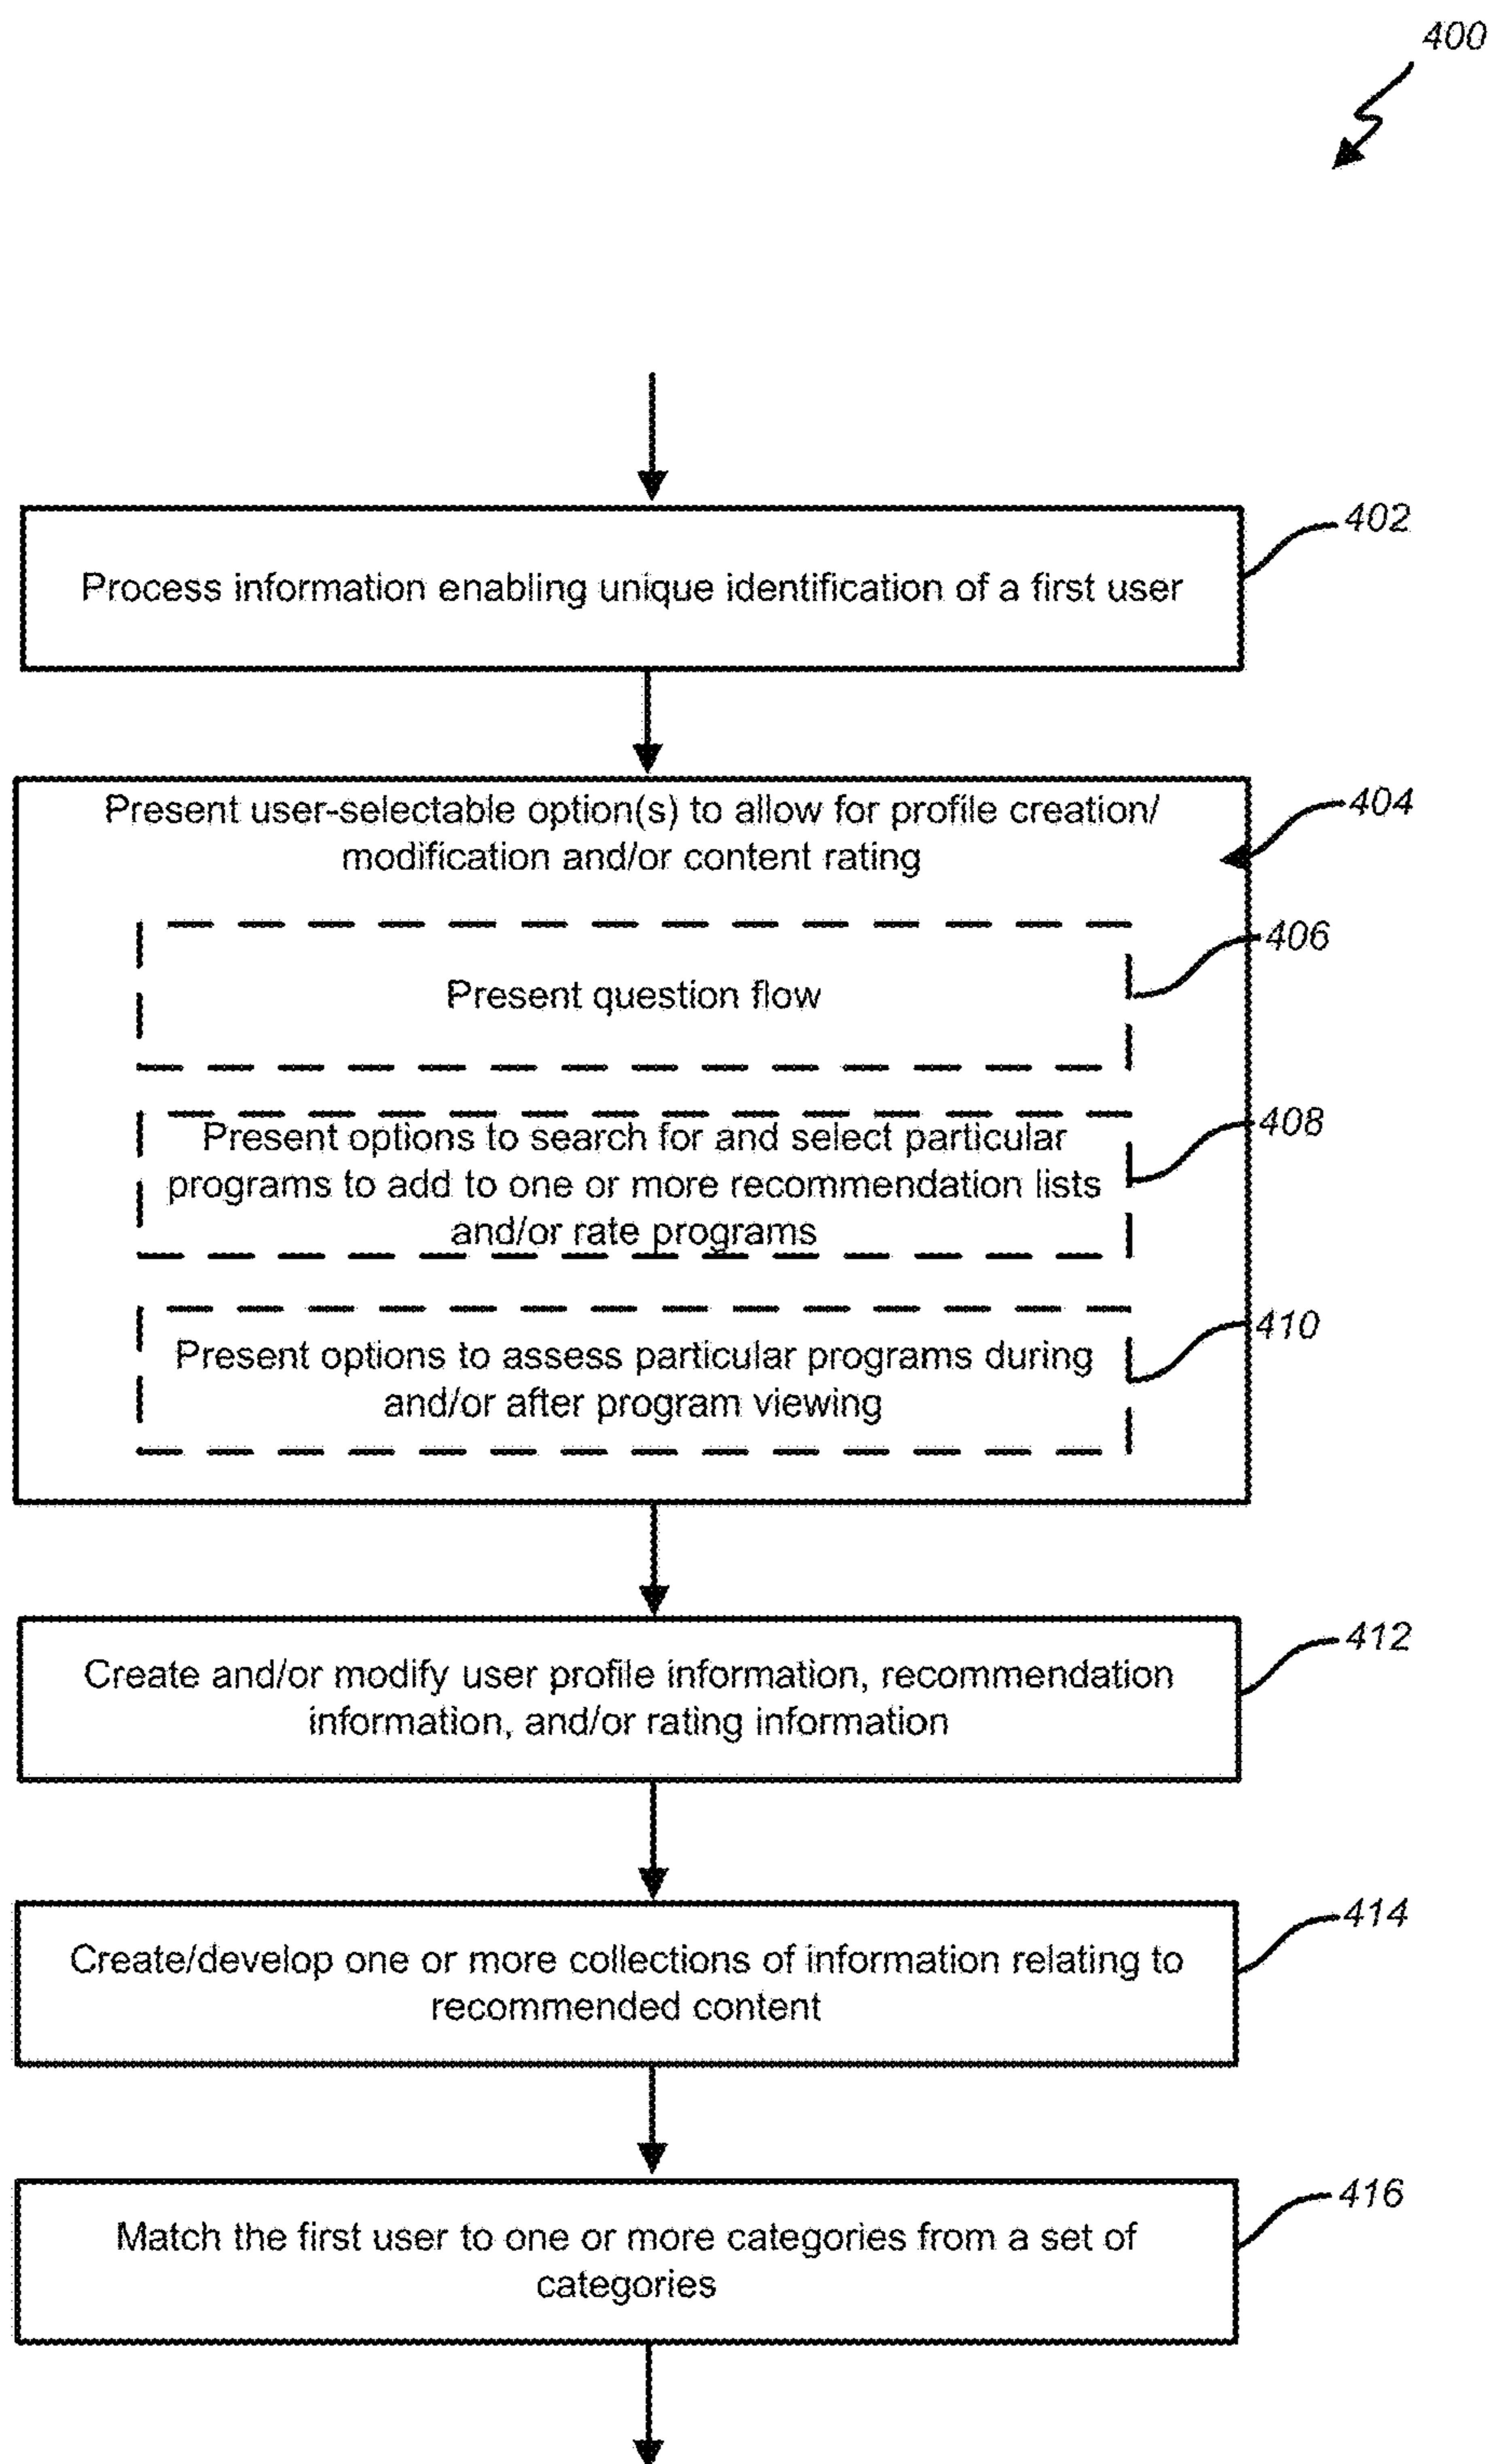 400
402
Process information enabling unique identification of a first user
404
Present user-selectable option(s) to allow for profile creation/
modification and/or content rating
406
Present question flow
408
Present options to search for and select particular
programs to add to one or more recommendation lists
and/or rate programs
410
Present options to assess particular programs during
and/or after program viewing
412
Create and/or modify user profile information, recommendation
information, and/or rating information
414
Create/develop one or more collections of information relating to
recommended content
416
Match the first user to one or more categories from a set of
categories